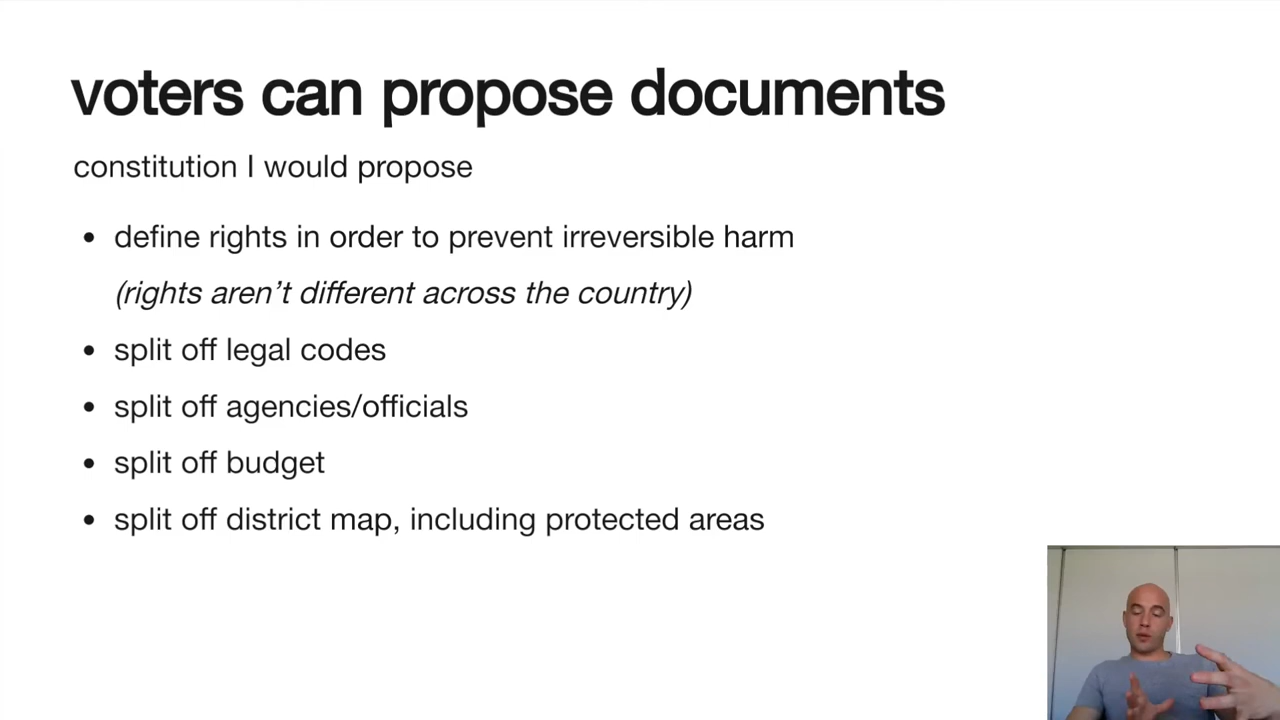 voters can propose documents
constitution I would propose
• define rights in order to prevent irreversible harm
(rights aren’t different across the country)
• split off legal codes
• split off agencies/officials
• split off budget
• split off district map, including protected areas